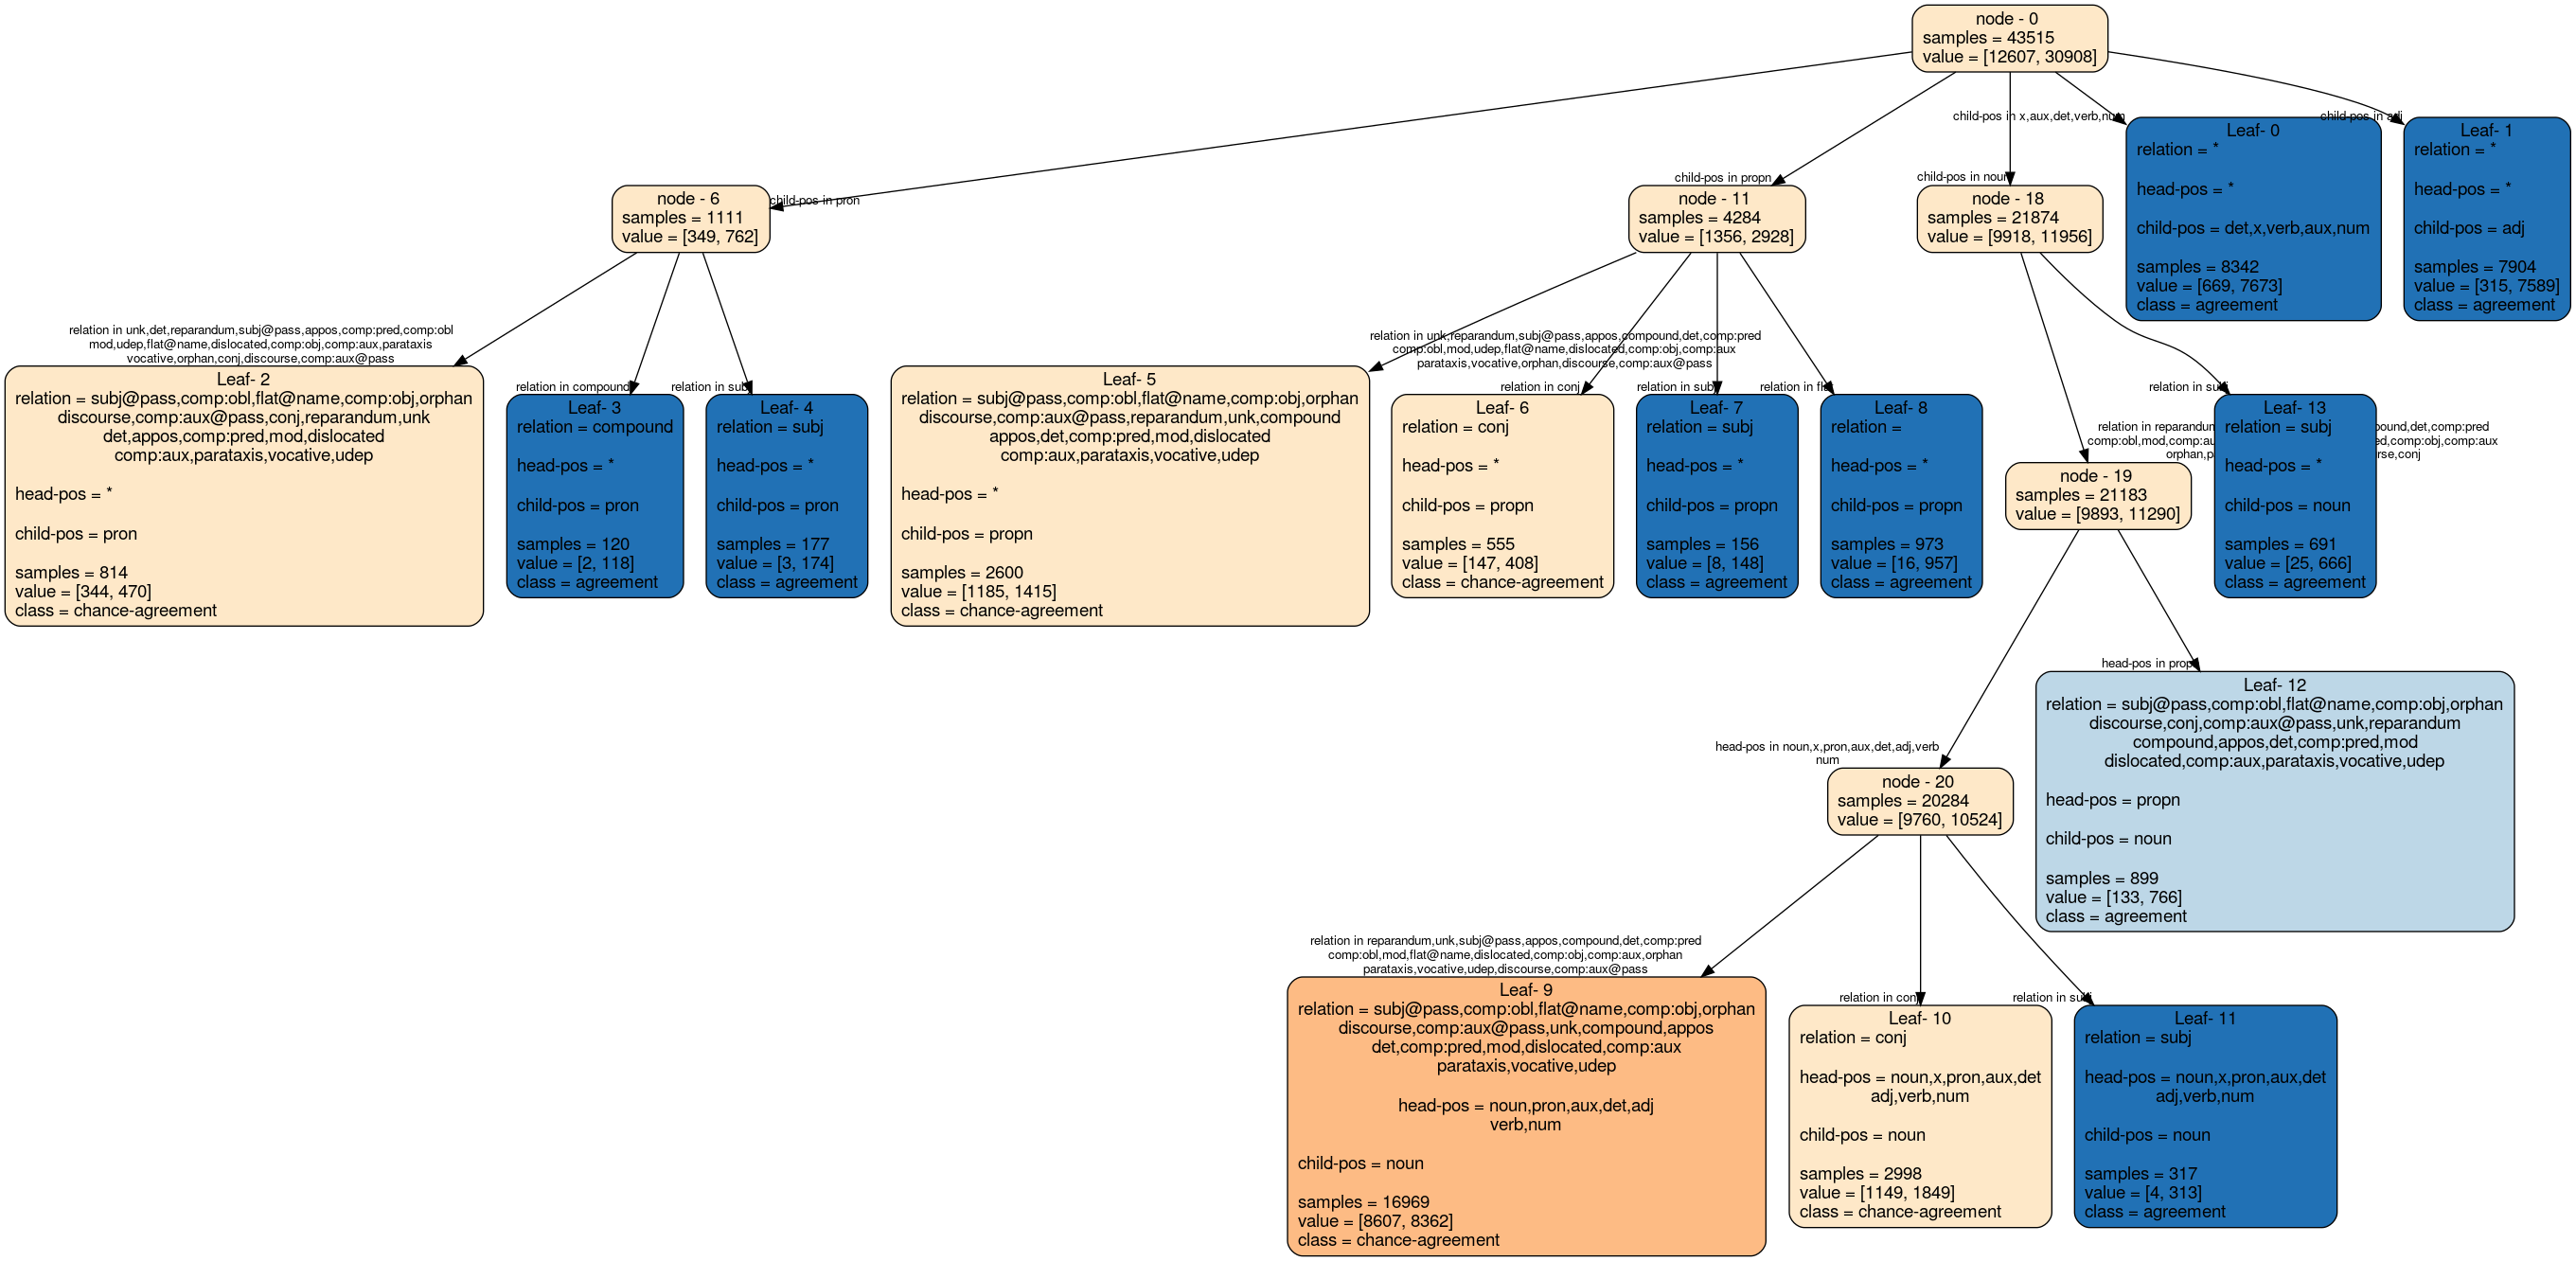 node - 0
samples = 43515
value = [12607, 30908]
child-pos in x,aux,det,verb,num
child-pos in adj
Leaf- 0
relation = *
head-pos = *
child-pos = det,x,verb,aux,num
samples = 8342
value = [669, 7673]
class = agreement
Leaf- 1
relation = *
head-pos = *
child-pos = adj
samples = 7904
value = [315, 7589]
class = agreement
child-pos in pron
node - 6
samples = 1111
value = [349, 762]
child-pos in propn
node - 11
samples = 4284
value = [1356, 2928]
child-pos in noun
node - 18
samples = 21874
value = [9918, 11956]
relation in unk,det,reparandum,subj@pass,appos,comp:pred,comp:obl
mod,udep,flat@name,dislocated,comp:obj,comp:aux,parataxis
vocative,orphan,conj,discourse,comp:aux@pass
Leaf- 2
relation = subj@pass,comp:obl,flat@name,comp:obj,orphan
discourse,comp:aux@pass,conj,reparandum,unk
det,appos,comp:pred,mod,dislocated
comp:aux,parataxis,vocative,udep
head-pos = *
child-pos = pron
samples = 814
value = [344, 470]
class = chance-agreement
relation in compound
Leaf- 3
relation = compound
head-pos = *
child-pos = pron
samples = 120
value = [2, 118]
class = agreement
relation in subj
Leaf- 4
relation = subj
head-pos = *
child-pos = pron
samples = 177
value = [3, 174]
class = agreement
relation in unk,reparandum,subj@pass,appos,compound,det,comp:pred
comp:obl,mod,udep,flat@name,dislocated,comp:obj,comp:aux
parataxis,vocative,orphan,discourse,comp:aux@pass
Leaf- 5
relation = subj@pass,comp:obl,flat@name,comp:obj,orphan
discourse,comp:aux@pass,reparandum,unk,compound
appos,det,comp:pred,mod,dislocated
comp:aux,parataxis,vocative,udep
head-pos = *
child-pos = propn
samples = 2600
value = [1185, 1415]
class = chance-agreement
relation in conj
Leaf- 6
relation = conj
head-pos = *
child-pos = propn
samples = 555
value = [147, 408]
class = chance-agreement
relation in subj
Leaf- 7
relation = subj
head-pos = *
child-pos = propn
samples = 156
value = [8, 148]
class = agreement
relation in
Leaf- 8
relation =
head-pos = *
child-pos = propn
samples = 973
value = [16, 957]
class = agreement
relation in subj
Leaf- 13
relation = subj
head-pos = *
child-pos = noun
samples = 691
value = [25, 666]
class = agreement
relation in
det,comp:pred
comp:obl,mod
comp:obj,comp:aux
node - 19
samples = 21183
value = [9893, 11290]
head-pos in propn
Leaf- 12
relation = subj@pass,comp:obl,flat@name,comp:obj,orphan
discourse,conj,comp:aux@pass,unk,reparandum
compound,appos,det,comp:pred,mod
dislocated,comp:aux,parataxis,vocative,udep
head-pos = propn
child-pos = noun
samples = 899
value = [133, 766]
class = agreement
head-pos in noun,x,pron,aux,det,adj,verb
num
node - 20
samples = 20284
value = [9760, 10524]
relation in reparandum,unk,subj@pass,appos,compound,det,comp:pred
comp:obl,mod,flat@name,dislocated,comp:obj,comp:aux,orphan
parataxis,vocative,udep,discourse,comp:aux@pass
Leaf- 9
relation = subj@pass,comp:obl,flat@name,comp:obj,orphan
discourse,comp:aux@pass,unk,compound,appos
det,comp:pred,mod,dislocated,comp:aux
parataxis,vocative,udep
head-pos = noun,pron,aux,det,adj
verb,num
child-pos = noun
samples = 16969
value = [8607, 8362]
class = chance-agreement
relation in conj
Leaf- 10
relation = conj
head-pos = noun,x,pron,aux,det
adj,verb,num
child-pos = noun
samples = 2998
value = [1149, 1849]
class = chance-agreement
relation in subj
Leaf- 11
relation = subj
head-pos = noun,x,pron,aux,det
adj,verb,num
child-pos = noun
samples = 317
value = [4, 313]
class = agreement